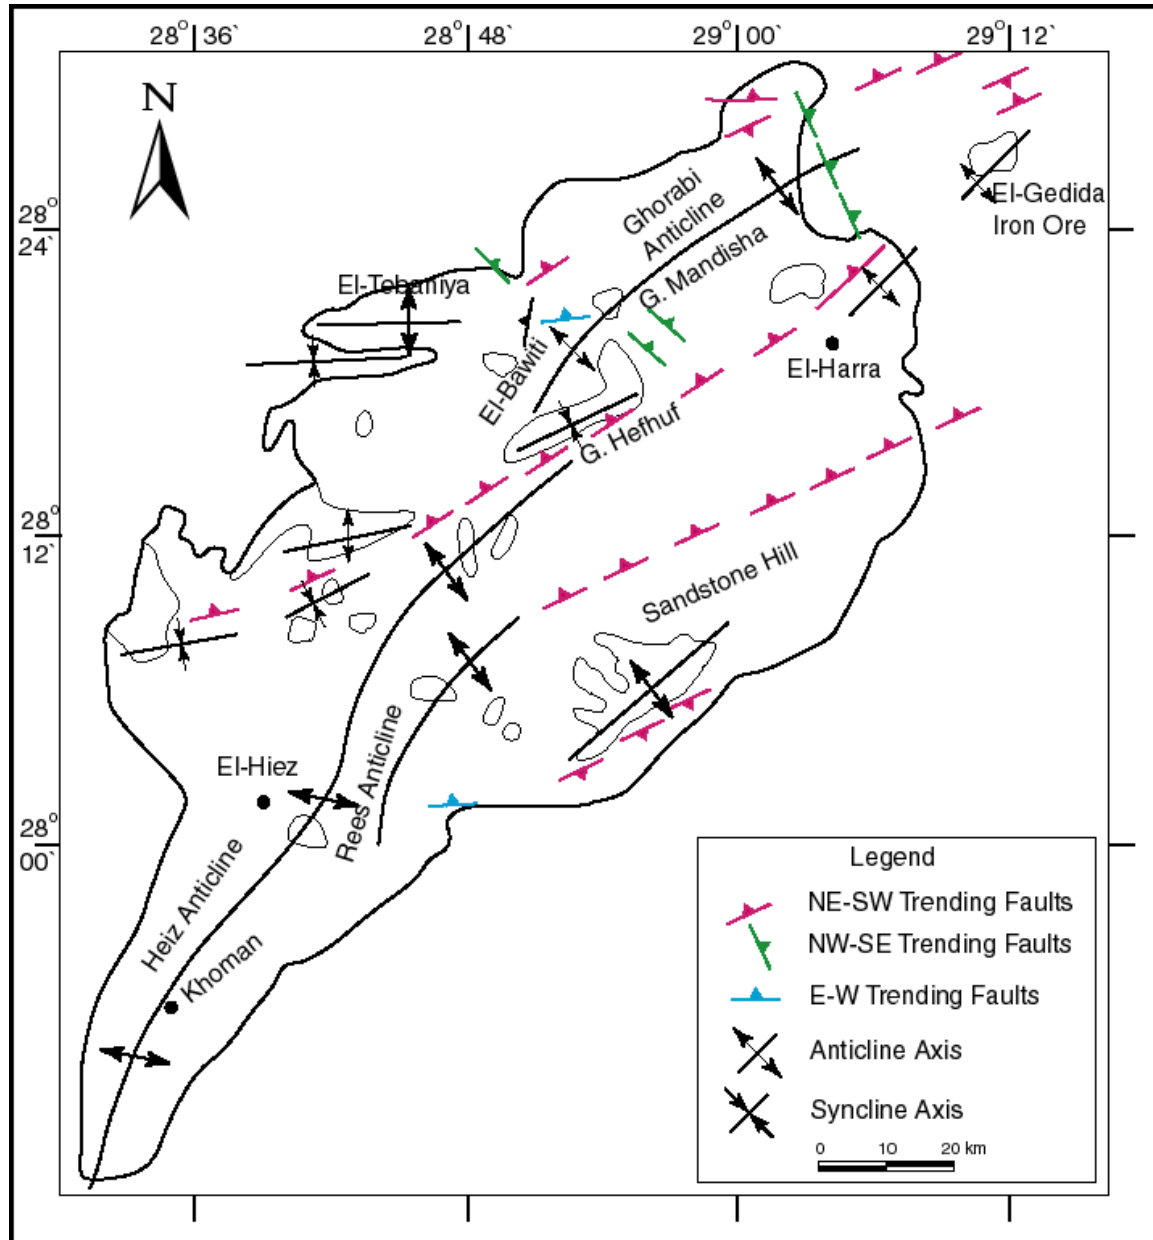 28° 36`
28° 48`
29° 00`
29° 12`
N
28°
24`
El-Gedida
Iron Ore
Ghorabi
Anticline
G. Mandisha
El-Tebaniya
El-Bawiti
El-Harra
G. Hefhuf
28°
12`
Sandstone Hill
Rees Anticline
El-Hiez
28°
00`
Heiz Anticline
Khoman
Legend
NE-SW Trending Faults
NW-SE Trending Faults
E-W Trending Faults
Anticline Axis
Syncline Axis
0 10 20 km